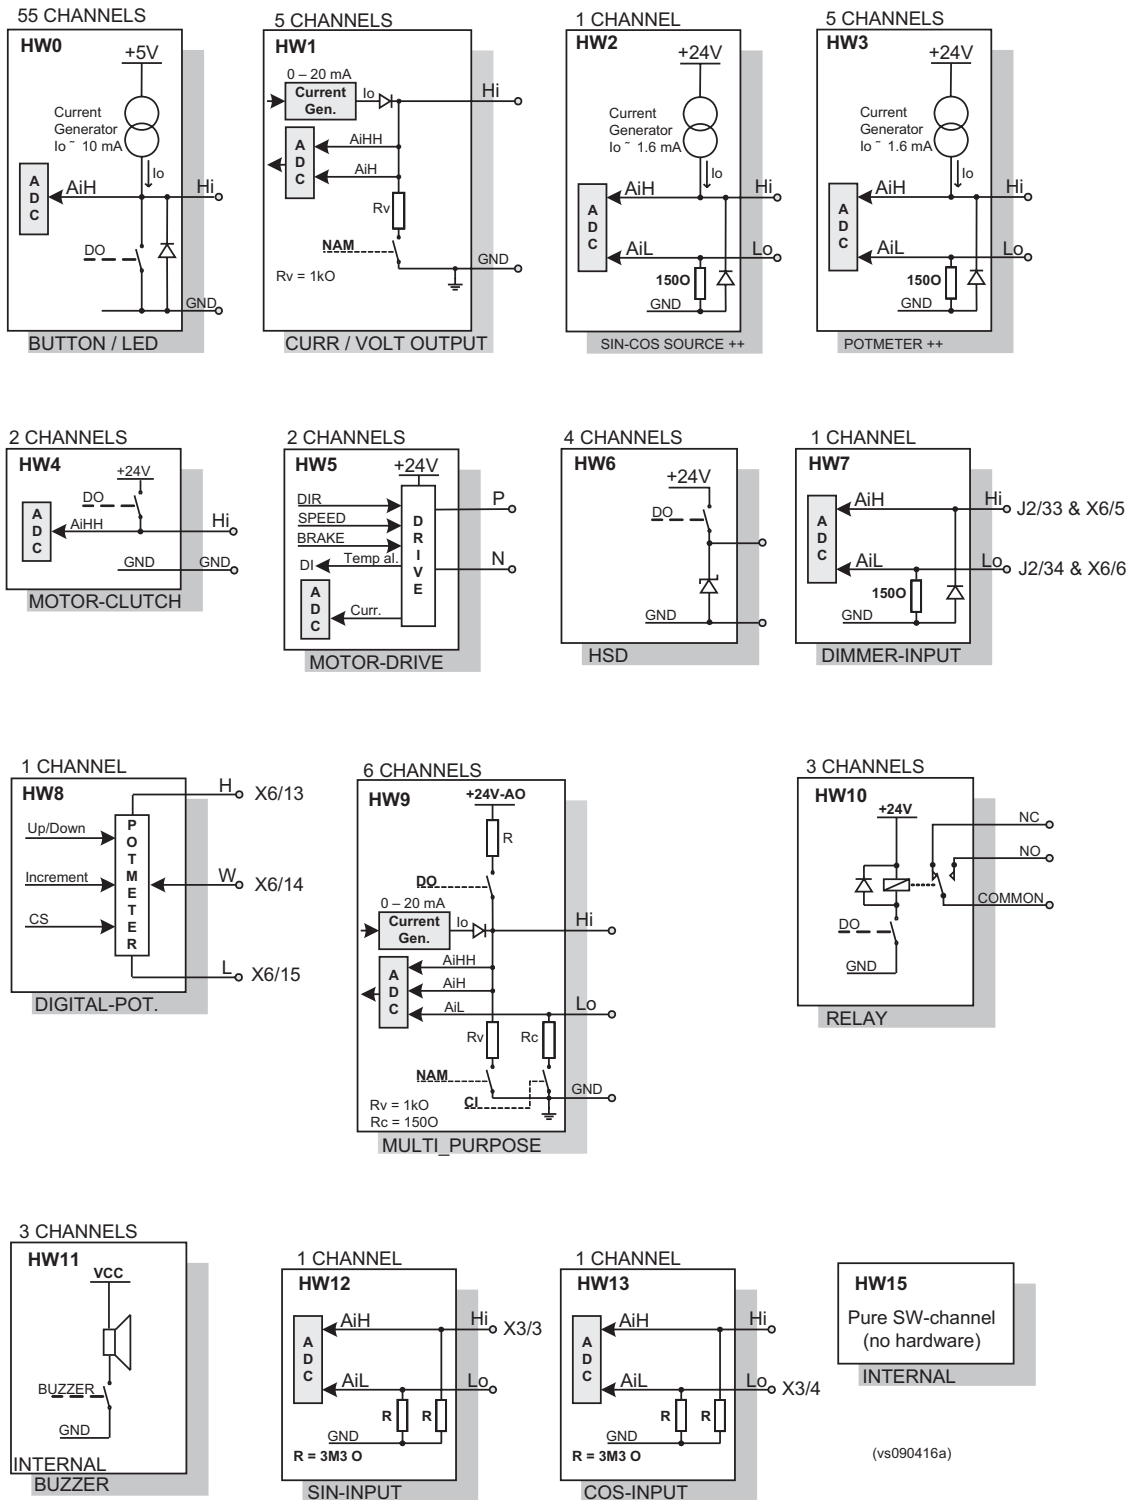 55 CHANNELS
HW0
+5V
Current
Generator
Io ~ 10 mA
Io
A
D
C
AiH
Hi
DO
GND
BUTTON / LED
5 CHANNELS
HW1
0 – 20 mA
Current
Gen.
Io
Hi
A
D
C
AiHH
AiH
Rv
NAM
GND
Rv = 1kO
CURR / VOLT OUTPUT
1 CHANNEL
HW2
+24V
Current
Generator
Io ~ 1.6 mA
Io
A
D
C
AiH
Hi
AiL
Lo
150O
GND
SIN-COS SOURCE ++
5 CHANNELS
HW3
+24V
Current
Generator
Io ~ 1.6 mA
Io
A
D
C
AiH
Hi
AiL
Lo
150O
GND
POTMETER ++
2 CHANNELS
HW4
+24V
DO
A
D
C
AiHH
Hi
GND
GND
MOTOR-CLUTCH
2 CHANNELS
HW5
+24V
DIR
SPEED
BRAKE
DI
Temp al.
A
D
C
Curr.
D
R
I
V
E
P
N
MOTOR-DRIVE
4 CHANNELS
HW6
+24V
DO
GND
HSD
1 CHANNEL
HW7
A
D
C
AiH
Hi
J2/33 & X6/5
AiL
Lo
J2/34 & X6/6
150O
GND
DIMMER-INPUT
1 CHANNEL
HW8
H
X6/13
Up/Down
Increment
CS
P
O
T
M
E
T
E
R
W
X6/14
L
X6/15
DIGITAL-POT.
6 CHANNELS
HW9
+24V-AO
R
DO
0 – 20 mA
Current
Gen.
Io
Hi
A
D
C
AiHH
AiH
AiL
Lo
Rv
Rc
NAM
CI
GND
Rv = 1kO
Rc = 150O
MULTI_PURPOSE
3 CHANNELS
HW10
+24V
NC
NO
COMMON
DO
GND
RELAY
3 CHANNELS
HW11
VCC
BUZZER
GND
INTERNAL
BUZZER
1 CHANNEL
HW12
A
D
C
AiH
Hi
X3/3
AiL
Lo
R
R
GND
R = 3M3 O
SIN-INPUT
1 CHANNEL
HW13
A
D
C
AiH
Hi
AiL
Lo
X3/4
R
R
GND
R = 3M3 O
COS-INPUT
HW15
Pure SW-channel
(no hardware)
INTERNAL
(vs090416a)